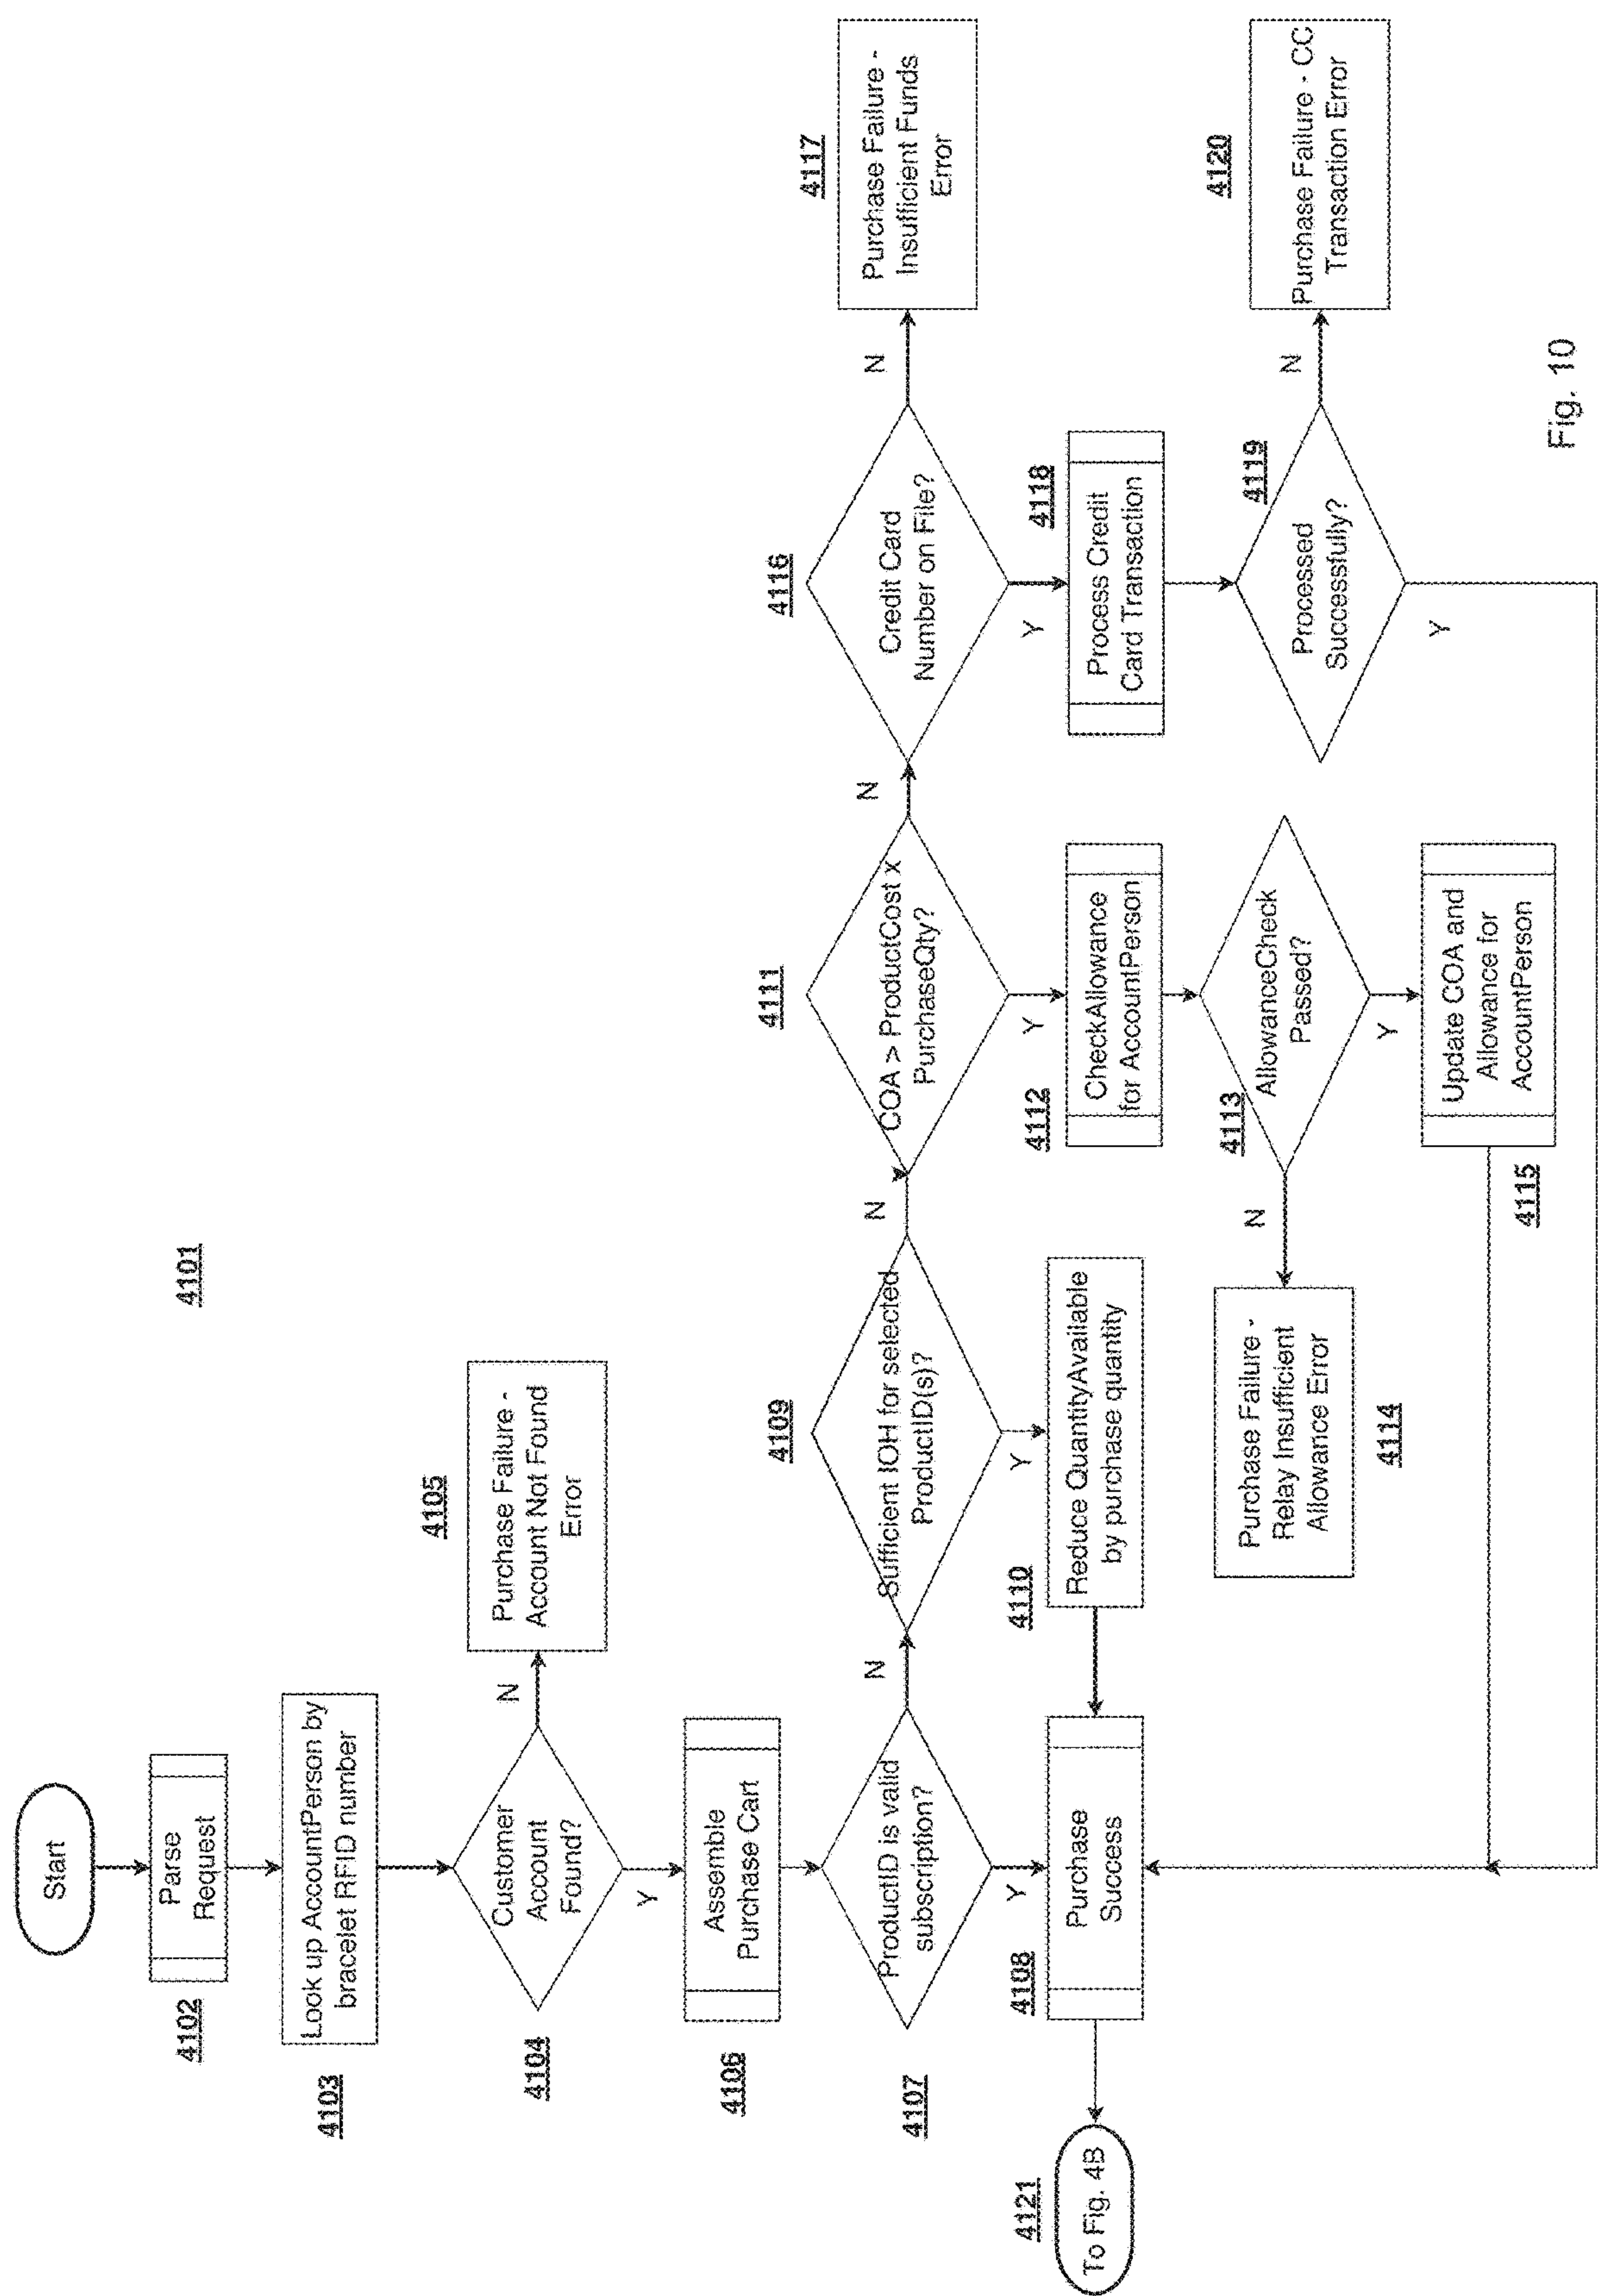 4101
Start
4102
Parse
Request
4103
Look up AccountPerson by
bracelet RFID number
4104
Customer
Account
Found?
N
4105
Purchase Failure -
Account Not Found
Error
Y
4106
Assemble
Purchase Cart
4107
ProductID is valid
subscription?
N
Y
4108
Purchase
Success
4121
To Fig. 4B
4109
Sufficient IOH for selected
ProductID(s)?
N
Y
4110
Reduce QuantityAvailable
by purchase quantity
4111
COA > ProductCost x
PurchaseQty?
N
Y
4112
CheckAllowance
for AccountPerson
4113
AllowanceCheck
Passed?
N
4114
Purchase Failure -
Relay Insufficient
Allowance Error
Y
4115
Update COA and
Allowance for
AccountPerson
4116
Credit Card
Number on File?
N
4117
Purchase Failure -
Insufficient Funds
Error
Y
4118
Process Credit
Card Transaction
4119
Processed
Successfully?
N
4120
Purchase Failure - CC
Transaction Error
Y
Fig. 10